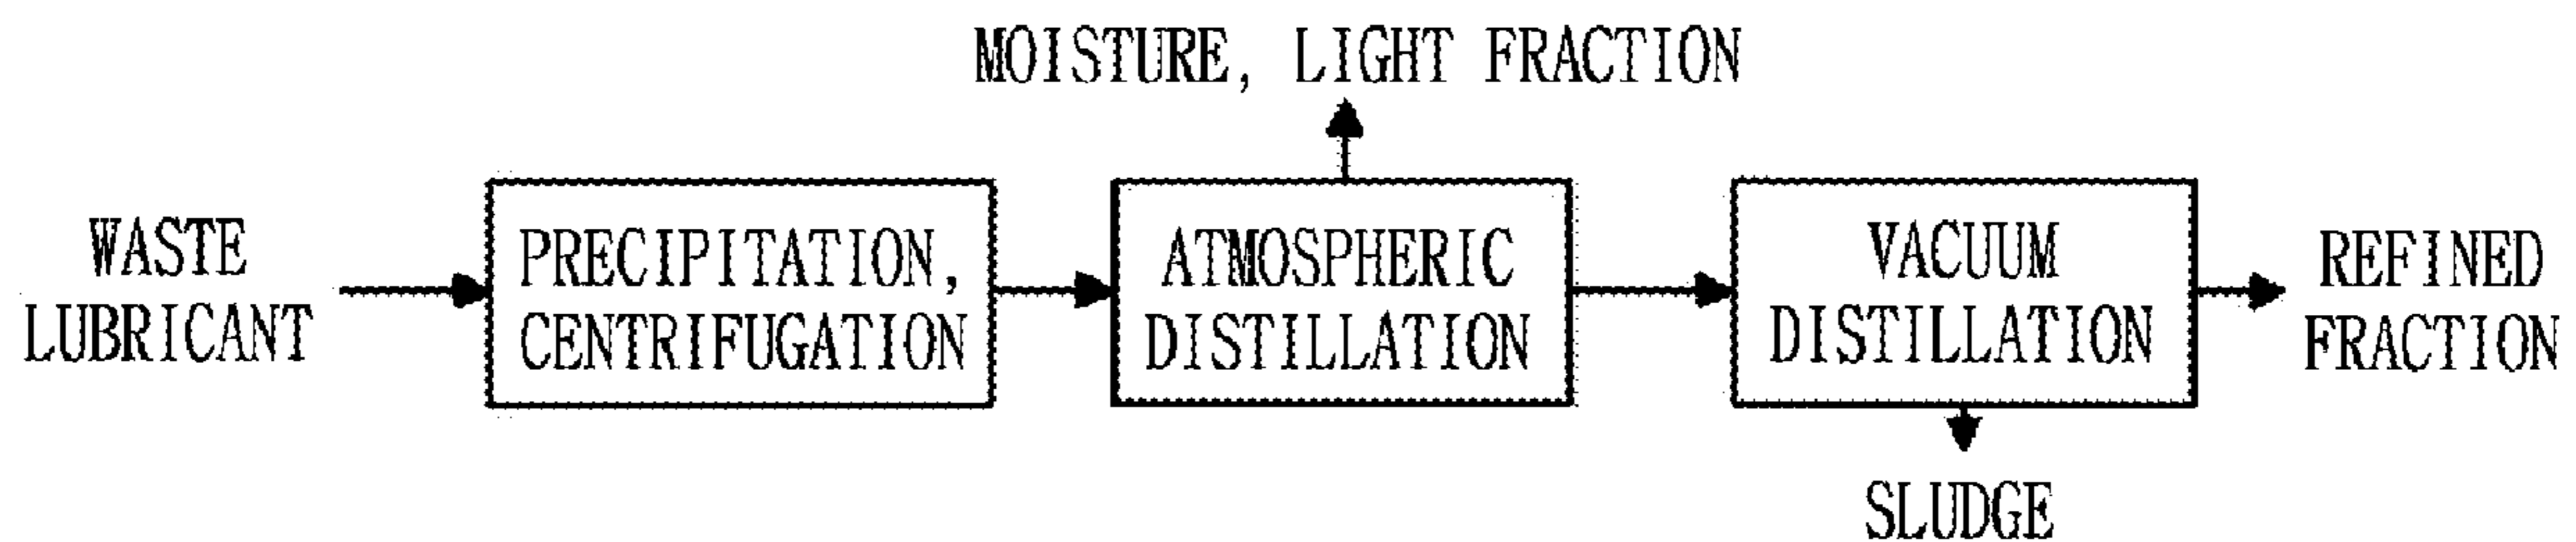 MOISTURE, LIGHT FRACTION
WASTE
LUBRICANT
PRECIPITATION,
CENTRIFUGATION
ATMOSPHERIC
DISTILLATION
VACUUM
DISTILLATION
REFINED
FRACTION
SLUDGE